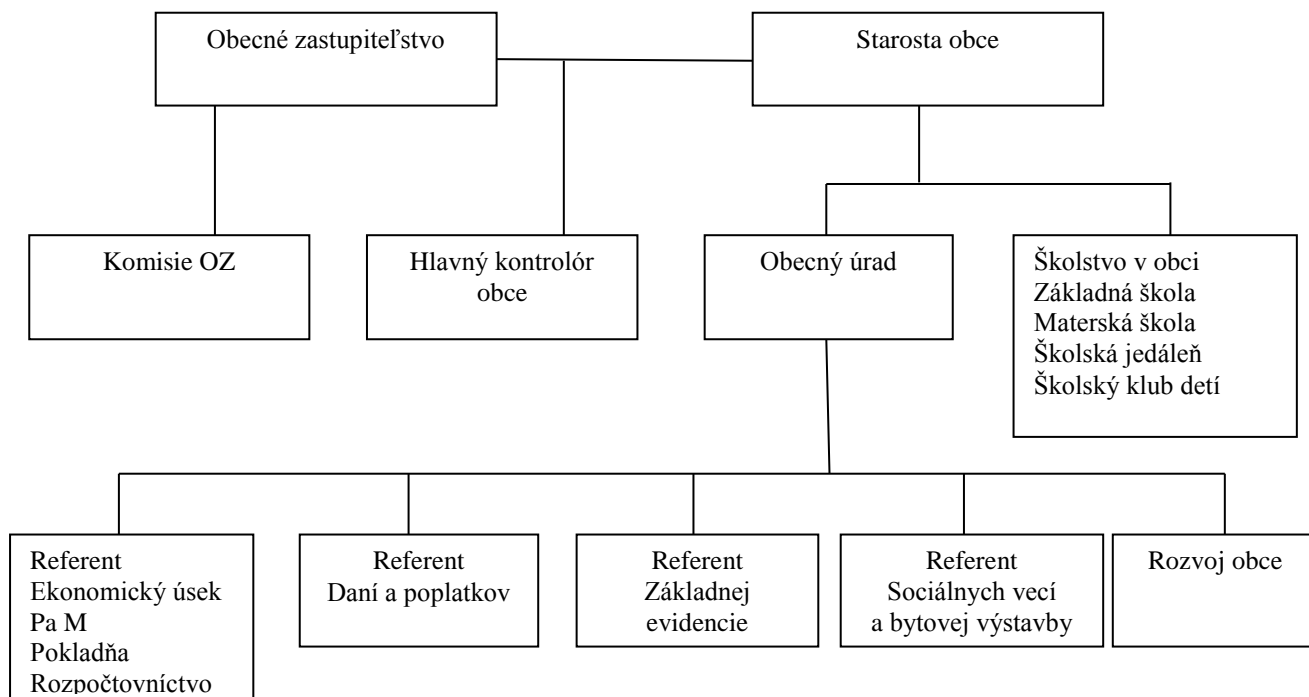 Obecné zastupiteľstvo
Starosta obce
Komisie OZ
Hlavný kontrolór
obce
Obecný úrad
Školstvo v obci
Základná škola
Materská škola
Školská jedáleň
Školský klub detí
Referent
Ekonomický úsek
Pa M
Pokladňa
Rozpočtovníctvo
Referent
Daní a poplatkov
Referent
Základnej
evidencie
Referent
Sociálnych vecí
a bytovej výstavby
Rozvoj obce